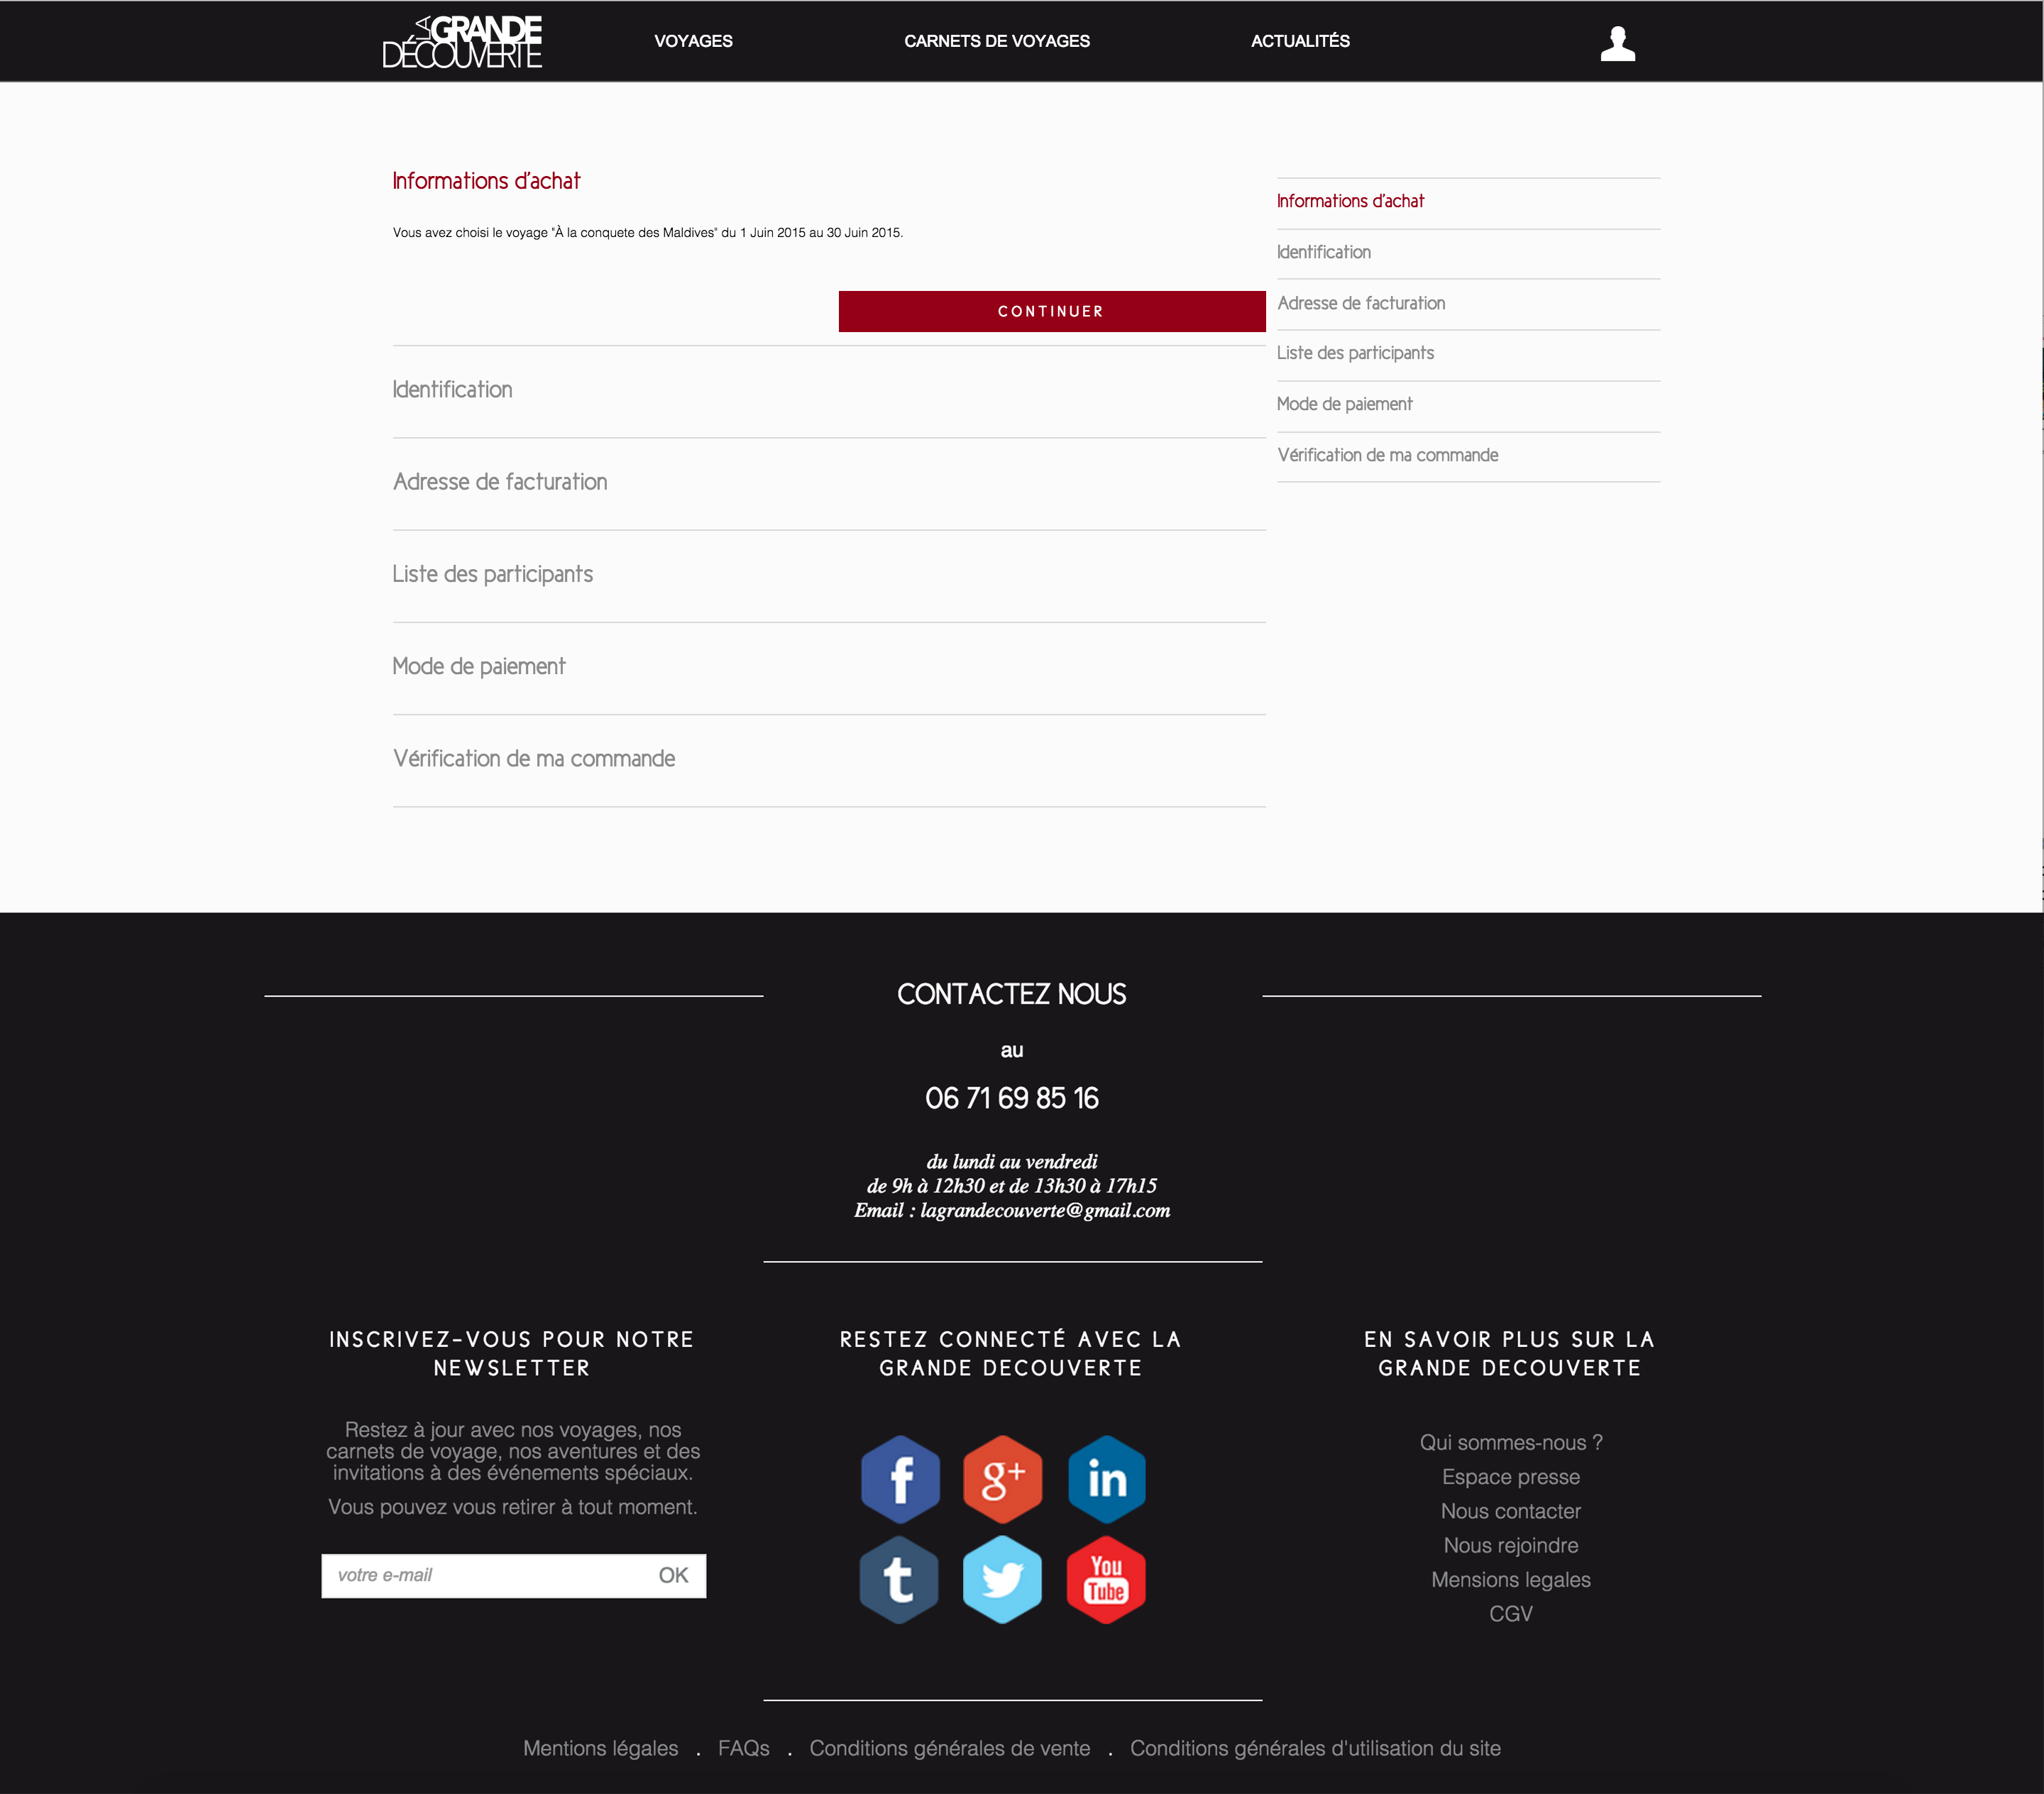 LA GRANDE
DÉCOUVERTE
VOYAGES
CARNETS DE VOYAGES
ACTUALITÉS
Informations d'achat
Vous avez choisi le voyage "À la conquete des Maldives" du 1 Juin 2015 au 30 Juin 2015.
CONTINUER
Identification
Adresse de facturation
Liste des participants
Mode de paiement
Vérification de ma commande
Informations d'achat
Identification
Adresse de facturation
Liste des participants
Mode de paiement
Vérification de ma commande
CONTACTEZ NOUS
au
06 71 69 85 16
du lundi au vendredi
de 9h à 12h30 et de 13h30 à 17h15
Email : lagrandecouverte@gmail.com
INSCRIVEZ-VOUS POUR NOTRE
NEWSLETTER
Restez à jour avec nos voyages, nos
carnets de voyage, nos aventures et des
invitations à des événements spéciaux.
Vous pouvez vous retirer à tout moment.
votre e-mail
OK
RESTEZ CONNECTÉ AVEC LA
GRANDE DECOUVERTE
f
g+
in
t
You
Tube
EN SAVOIR PLUS SUR LA
GRANDE DECOUVERTE
Qui sommes-nous ?
Espace presse
Nous contacter
Nous rejoindre
Mensions legales
CGV
Mentions légales . FAQs . Conditions générales de vente . Conditions générales d'utilisation du site